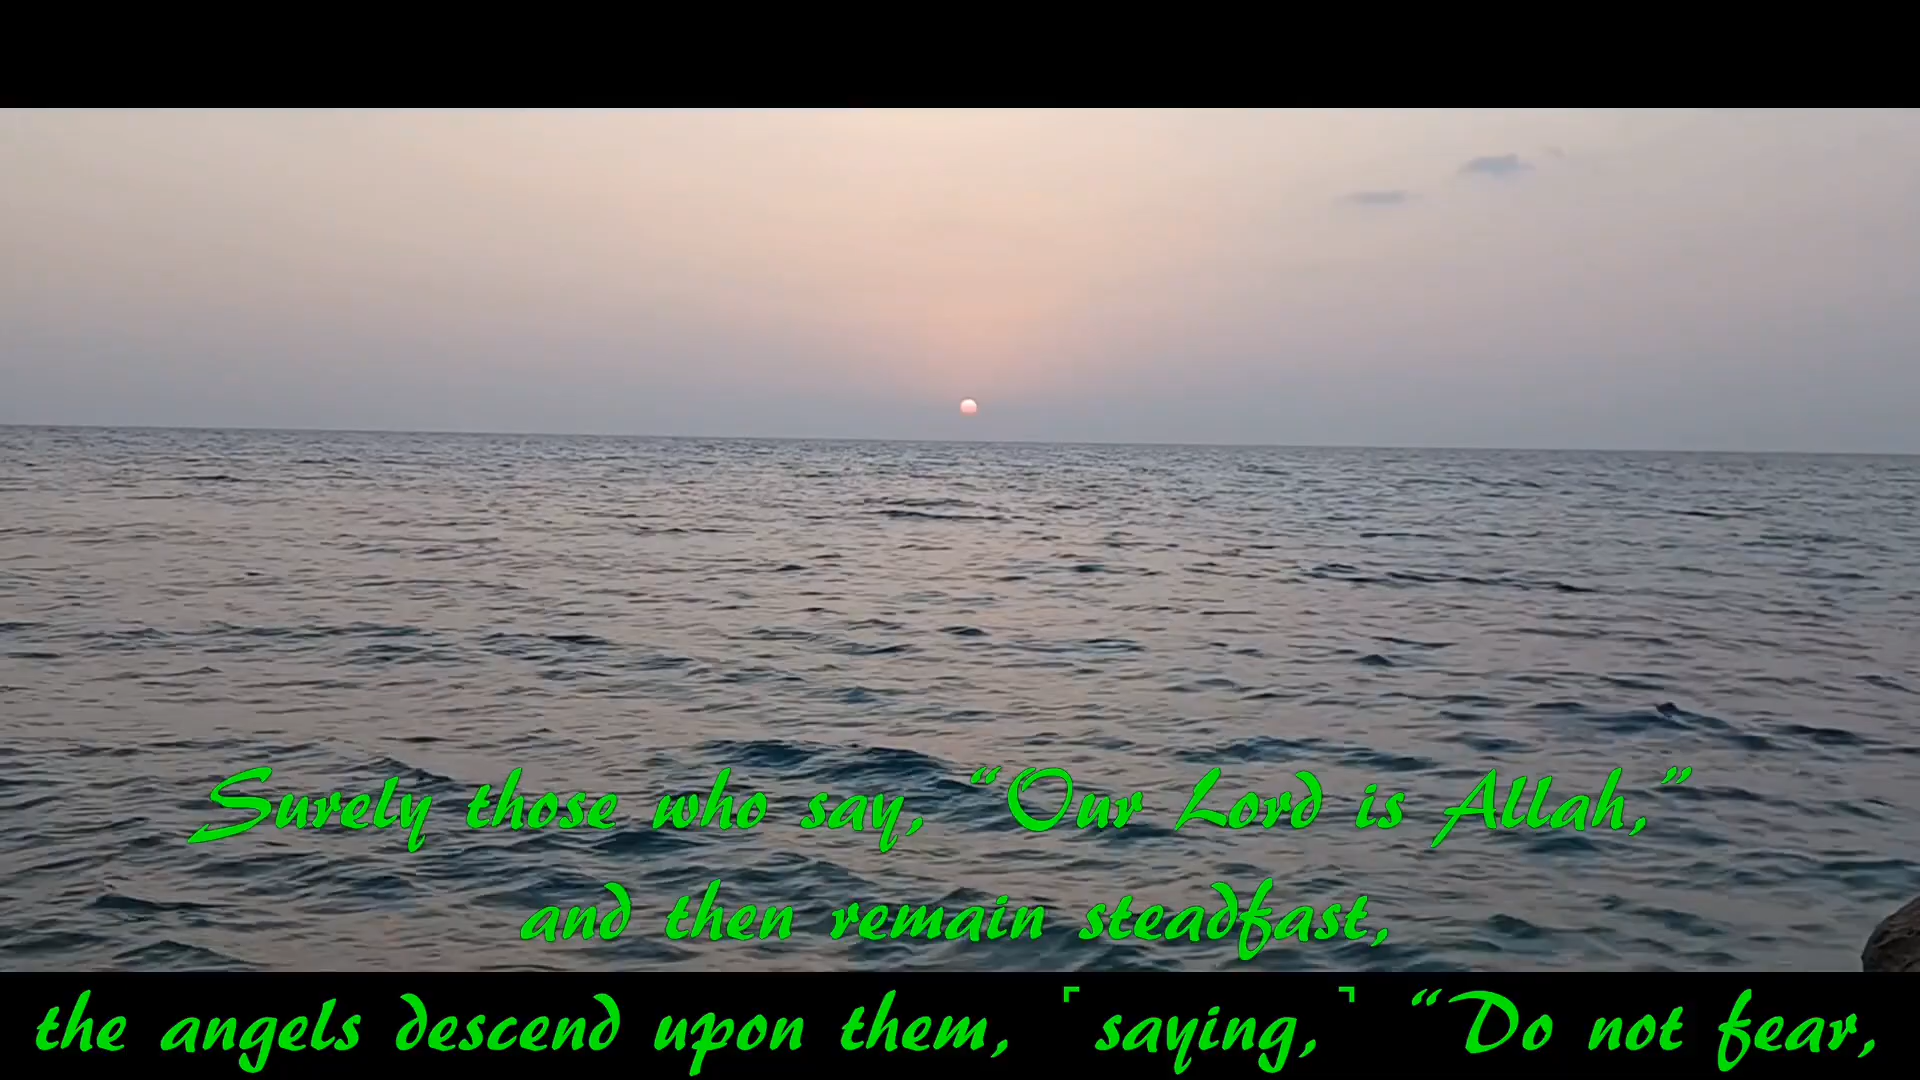 Surely those who say, “Our Lord is Allah,”
and then remain steadfast,
the angels descend upon them, ⸢saying,⸣ “Do not fear,